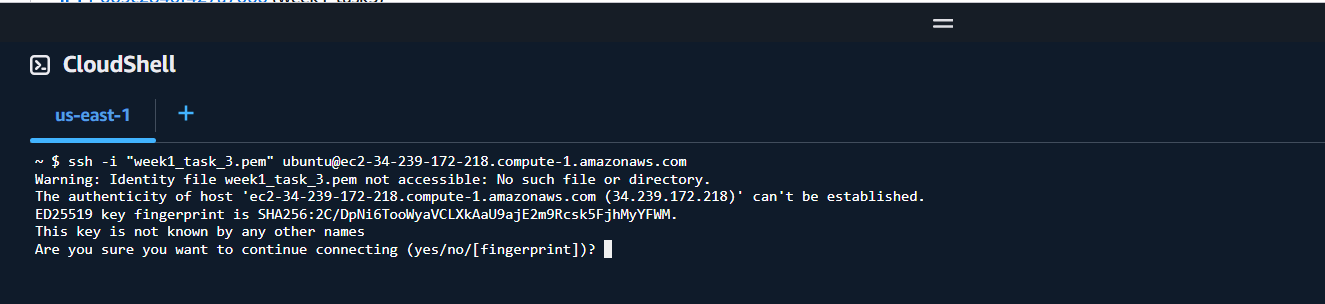 CloudShell
us-east-1
~ $ ssh -i "week1_task_3.pem" ubuntu@ec2-34-239-172-218.compute-1.amazonaws.com
Warning: Identity file week1_task_3.pem not accessible: No such file or directory.
The authenticity of host 'ec2-34-239-172-218.compute-1.amazonaws.com (34.239.172.218)' can't be established.
ED25519 key fingerprint is SHA256:2C/DpNi6TooWyaVCLXkAaU9ajE2m9Rcsk5FjhMyYFWM.
This key is not known by any other names
Are you sure you want to continue connecting (yes/no/[fingerprint])?